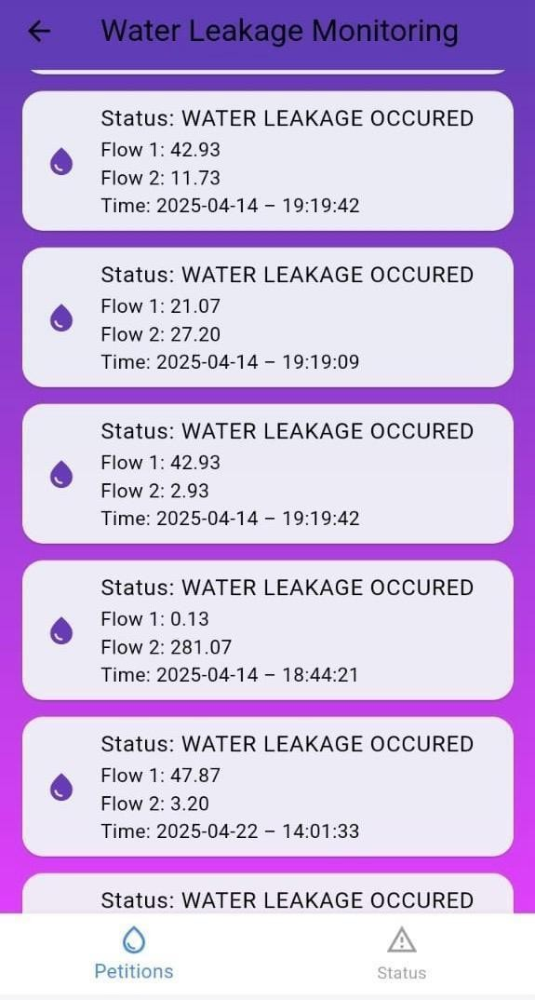 Water Leakage Monitoring
Status: WATER LEAKAGE OCCURED
Flow 1: 42.93
Flow 2: 11.73
Time: 2025-04-14 – 19:19:42
Status: WATER LEAKAGE OCCURED
Flow 1: 21.07
Flow 2: 27.20
Time: 2025-04-14 – 19:19:09
Status: WATER LEAKAGE OCCURED
Flow 1: 42.93
Flow 2: 2.93
Time: 2025-04-14 – 19:19:42
Status: WATER LEAKAGE OCCURED
Flow 1: 0.13
Flow 2: 281.07
Time: 2025-04-14 – 18:44:21
Status: WATER LEAKAGE OCCURED
Flow 1: 47.87
Flow 2: 3.20
Time: 2025-04-22 – 14:01:33
Status: WATER LEAKAGE OCCURED
Petitions
Status